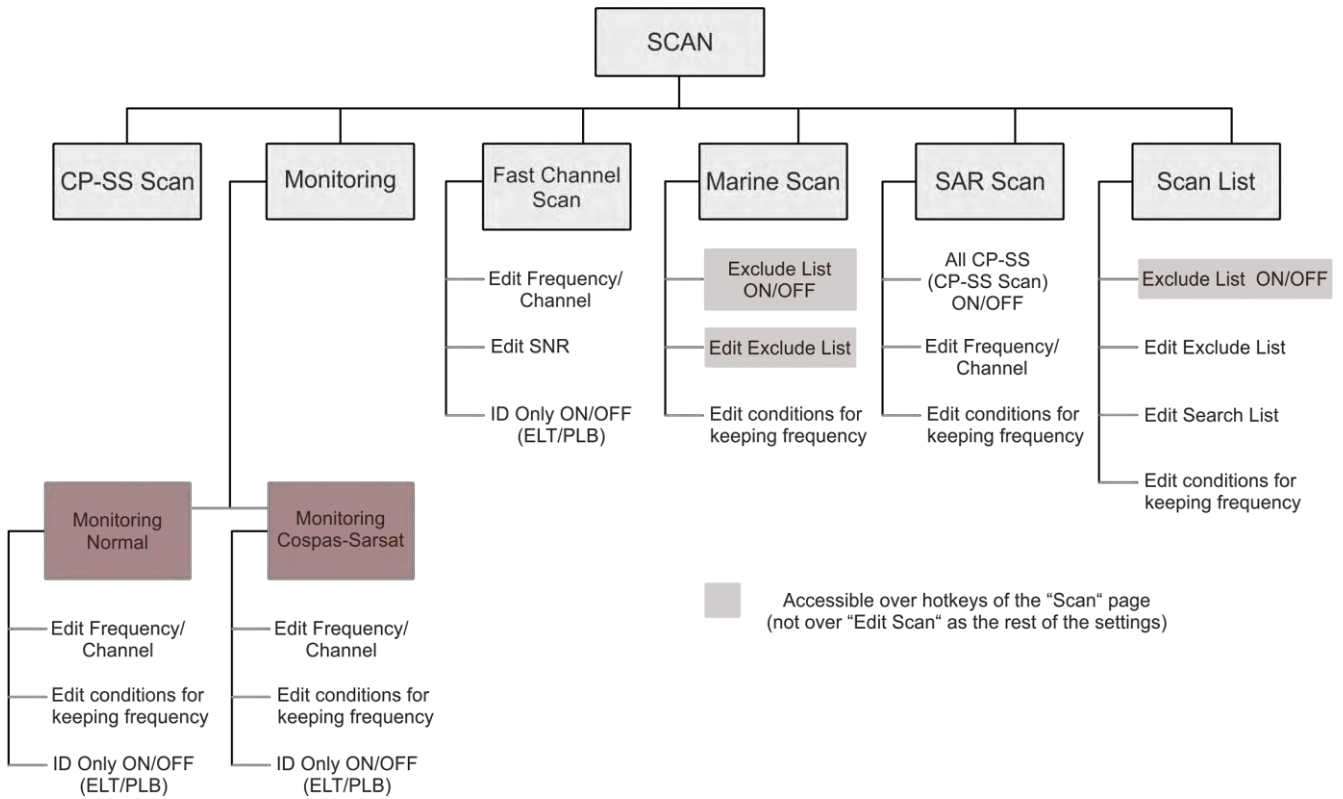 SCAN
CP-SS Scan
Monitoring
Fast Channel
Scan
Marine Scan
SAR Scan
Scan List
Edit Frequency/
Channel
Edit SNR
ID Only ON/OFF
(ELT/PLB)
Exclude List
ON/OFF
Edit Exclude List
Edit conditions for
keeping frequency
All CP-SS
(CP-SS Scan)
ON/OFF
Edit Frequency/
Channel
Edit conditions for
keeping frequency
Exclude List ON/OFF
Edit Exclude List
Edit Search List
Edit conditions for
keeping frequency
Monitoring
Normal
Monitoring
Cospas-Sarsat
Edit Frequency/
Channel
Edit conditions for
keeping frequency
ID Only ON/OFF
(ELT/PLB)
Edit Frequency/
Channel
Edit conditions for
keeping frequency
ID Only ON/OFF
(ELT/PLB)
Accessible over hotkeys of the “Scan“ page
(not over “Edit Scan“ as the rest of the settings)